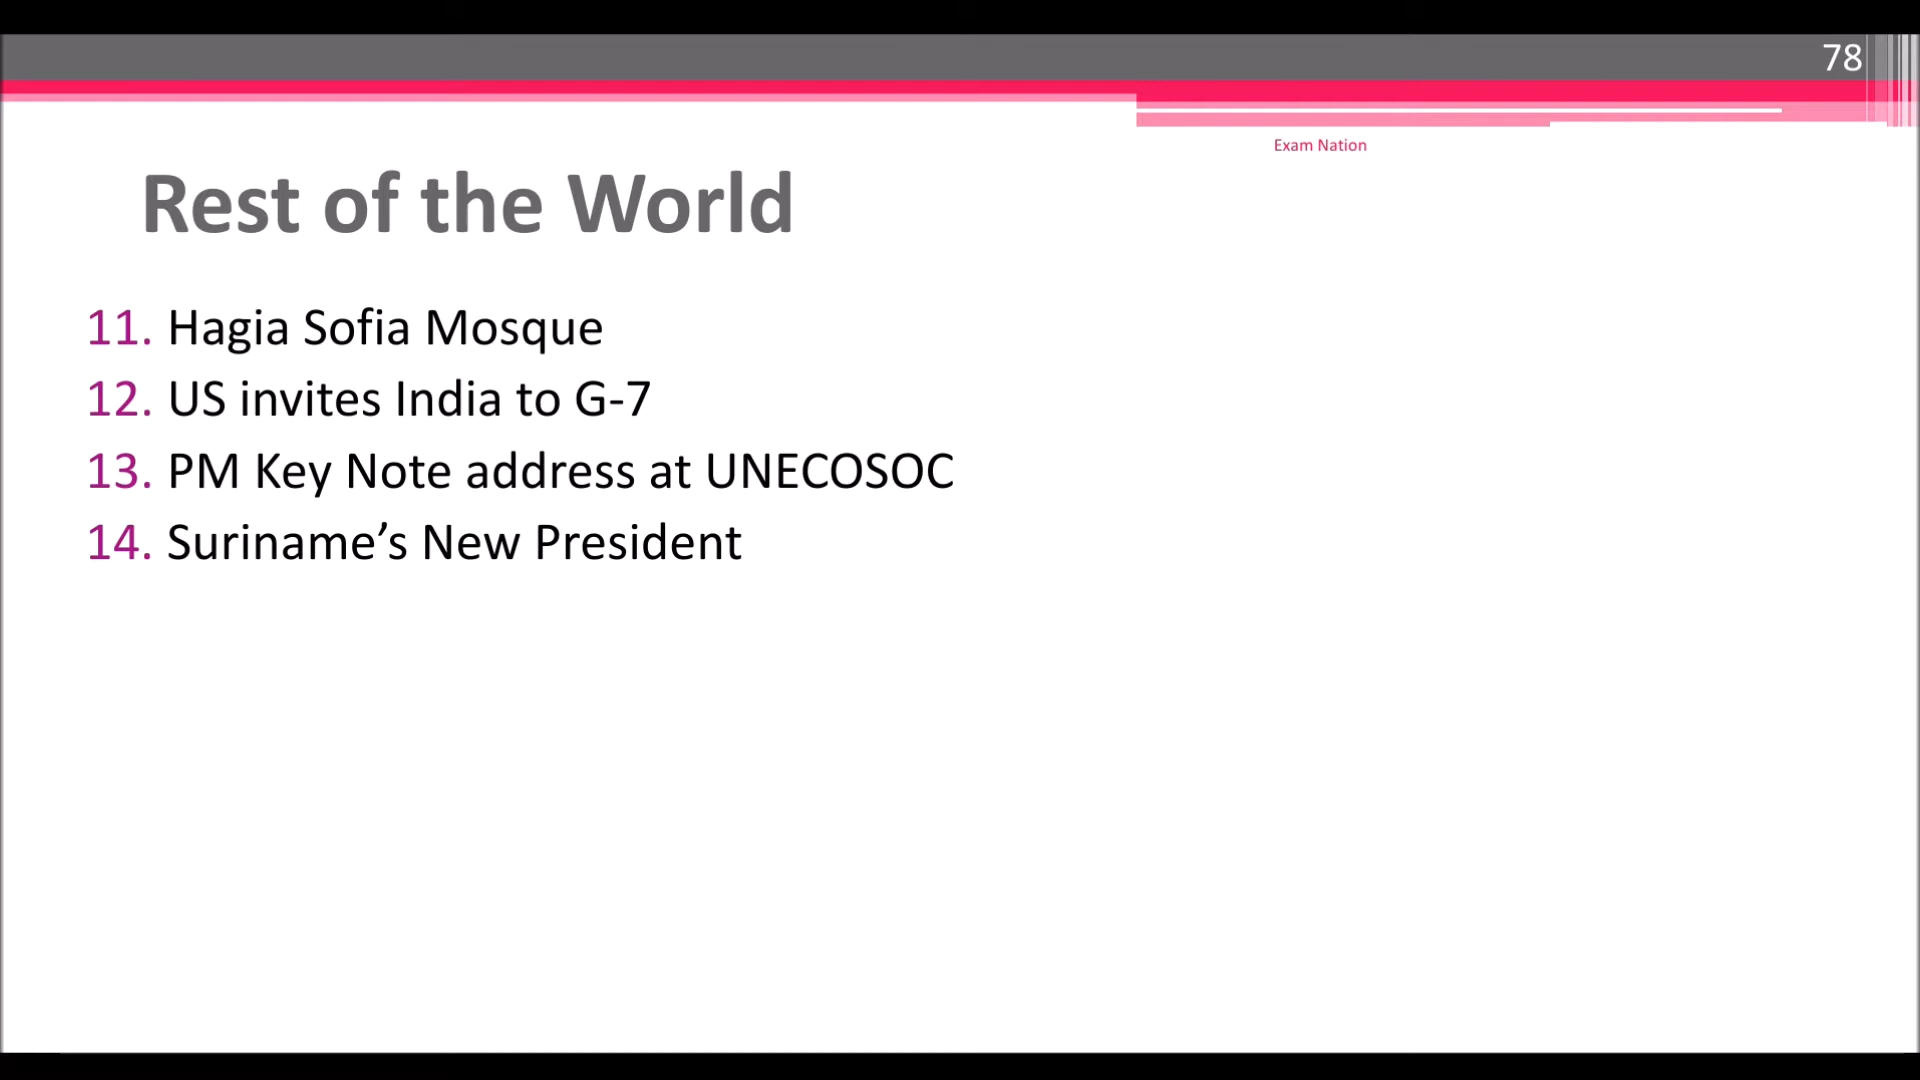 78
Exam Nation
Rest of the World
11. Hagia Sofia Mosque
12. US invites India to G-7
13. PM Key Note address at UNECOSOC
14. Suriname’s New President